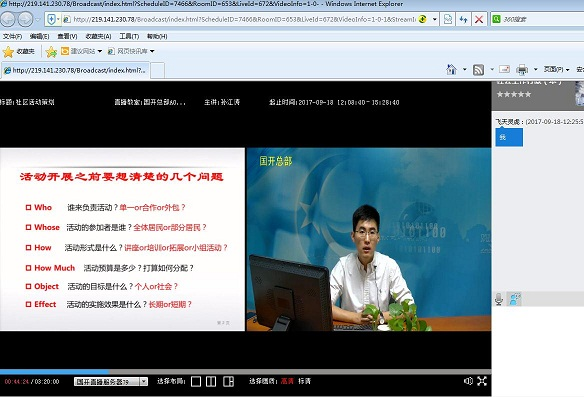 http://219.141.230.78/Broadcast/index.html?ScheduleID=7466&RoomID=653&LiveId=672&VideoInfo=1-0- - Windows Internet Explorer
http://219.141.230.78/Broadcast/index.html?ScheduleID=7466&RoomID=653&LiveId=672&VideoInfo=1-0-1&StreamI
360搜索
文件(F) 编辑(E) 查看(V) 收藏夹(A) 工具(T) 帮助(H)
收藏夹 建议网站 网页快讯库
http://219.141.230.78/Broadcast/index.html?...
页面(P)
标题:社区活动策划 直播教室:国开总部 主讲:孙江涛 起止时间:2017-09-18 12:08:40-15:28:40
飞天灵虚:(2017-09-18-12:25:5
活动开展之前要想清楚的几个问题
国开总部
Who 谁来负责活动？单一or合作or外包？
Whose 活动的参加者是谁？全体居民or部分居民？
How 活动形式是什么？讲座or培训or拓展or小组活动？
How Much 活动预算是多少？打算如何分配？
Object 活动的目标是什么？个人or社会？
Effect 活动的实施效果是什么？长期or短期？
00:44:24 / 03:20:00 国开直播服务器79 选择布局: 选择画质: 高清 标清